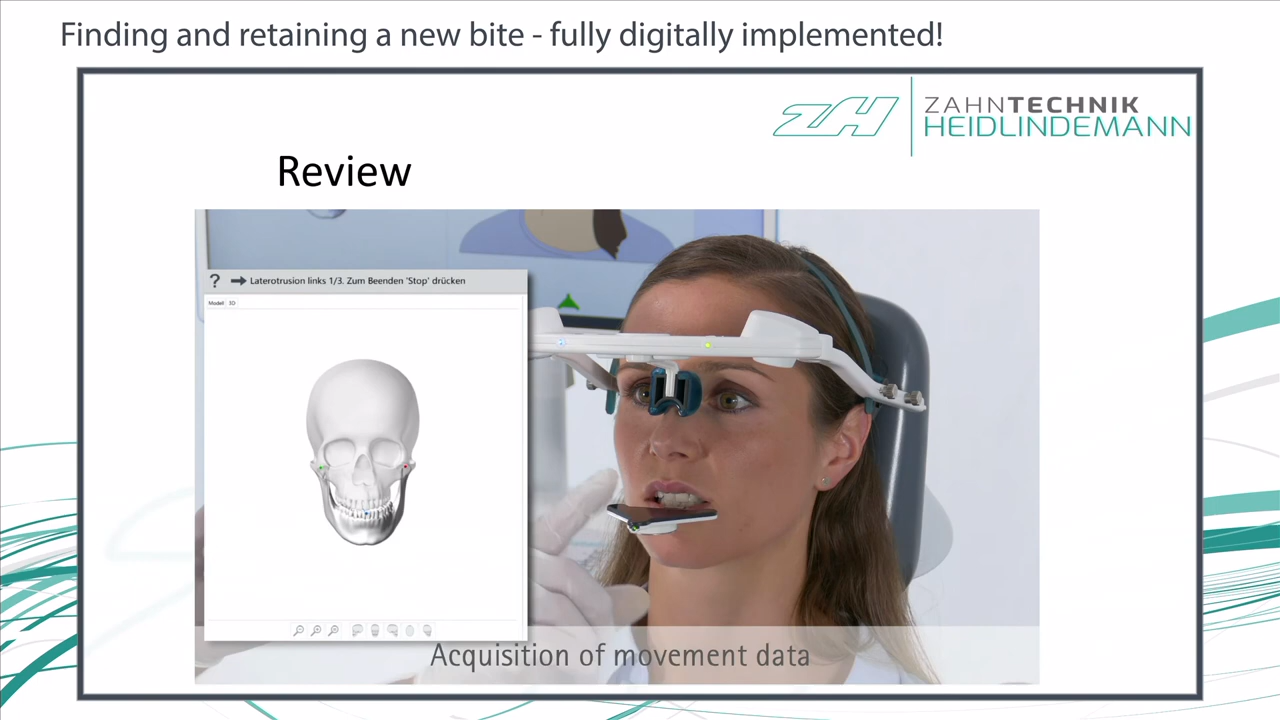 Finding and retaining a new bite - fully digitally implemented!
ZAHNTECHNIK
HEIDLINDEMANN
Review
? Laterotrusion links 1/3. Zum Beenden 'Stop' drücken
Modell 3D
Acquisition of movement data